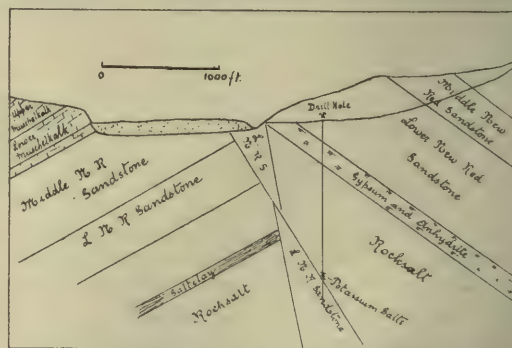 0 1000 ft.
Upper
Muschelkalk
Lower
Muschelkalk
Middle N R
Sandstone
L N R Sandstone
Saltclay
Rocksalt
N R S
Drill Hole
L N R Sandstone
Potassium Salts
Rocksalt
Gypsum and Anhydrite
Lower New Red
Sandstone
Middle New
Red Sandstone